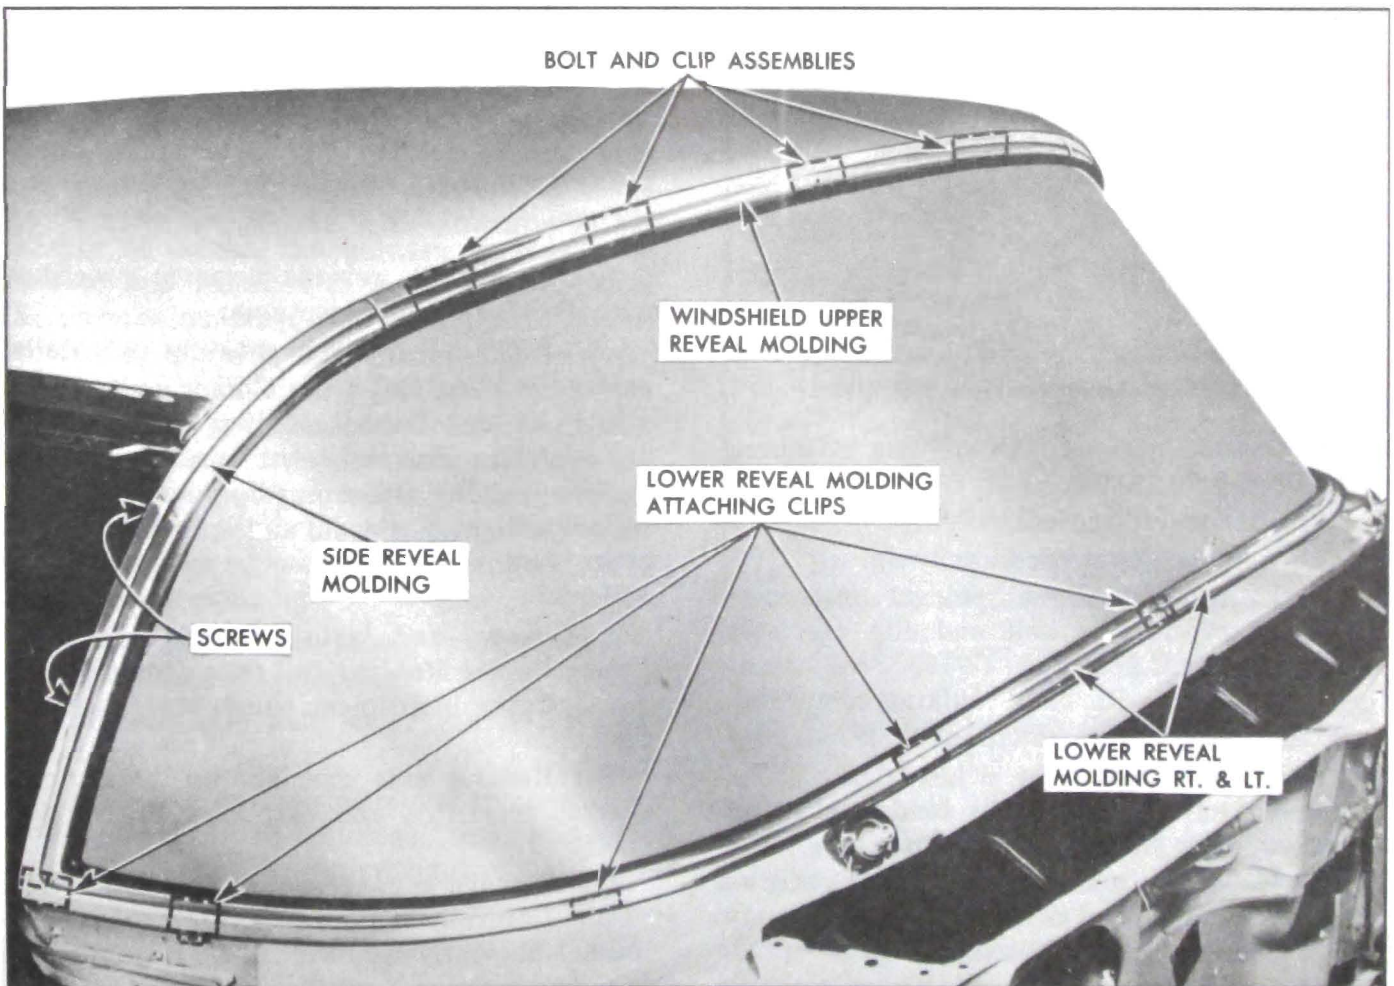 BOLT AND CLIP ASSEMBLIES
WINDSHIELD UPPER
REVEAL MOLDING
LOWER REVEAL MOLDING
ATTACHING CLIPS
SIDE REVEAL
MOLDING
SCREWS
LOWER REVEAL
MOLDING RT. & LT.